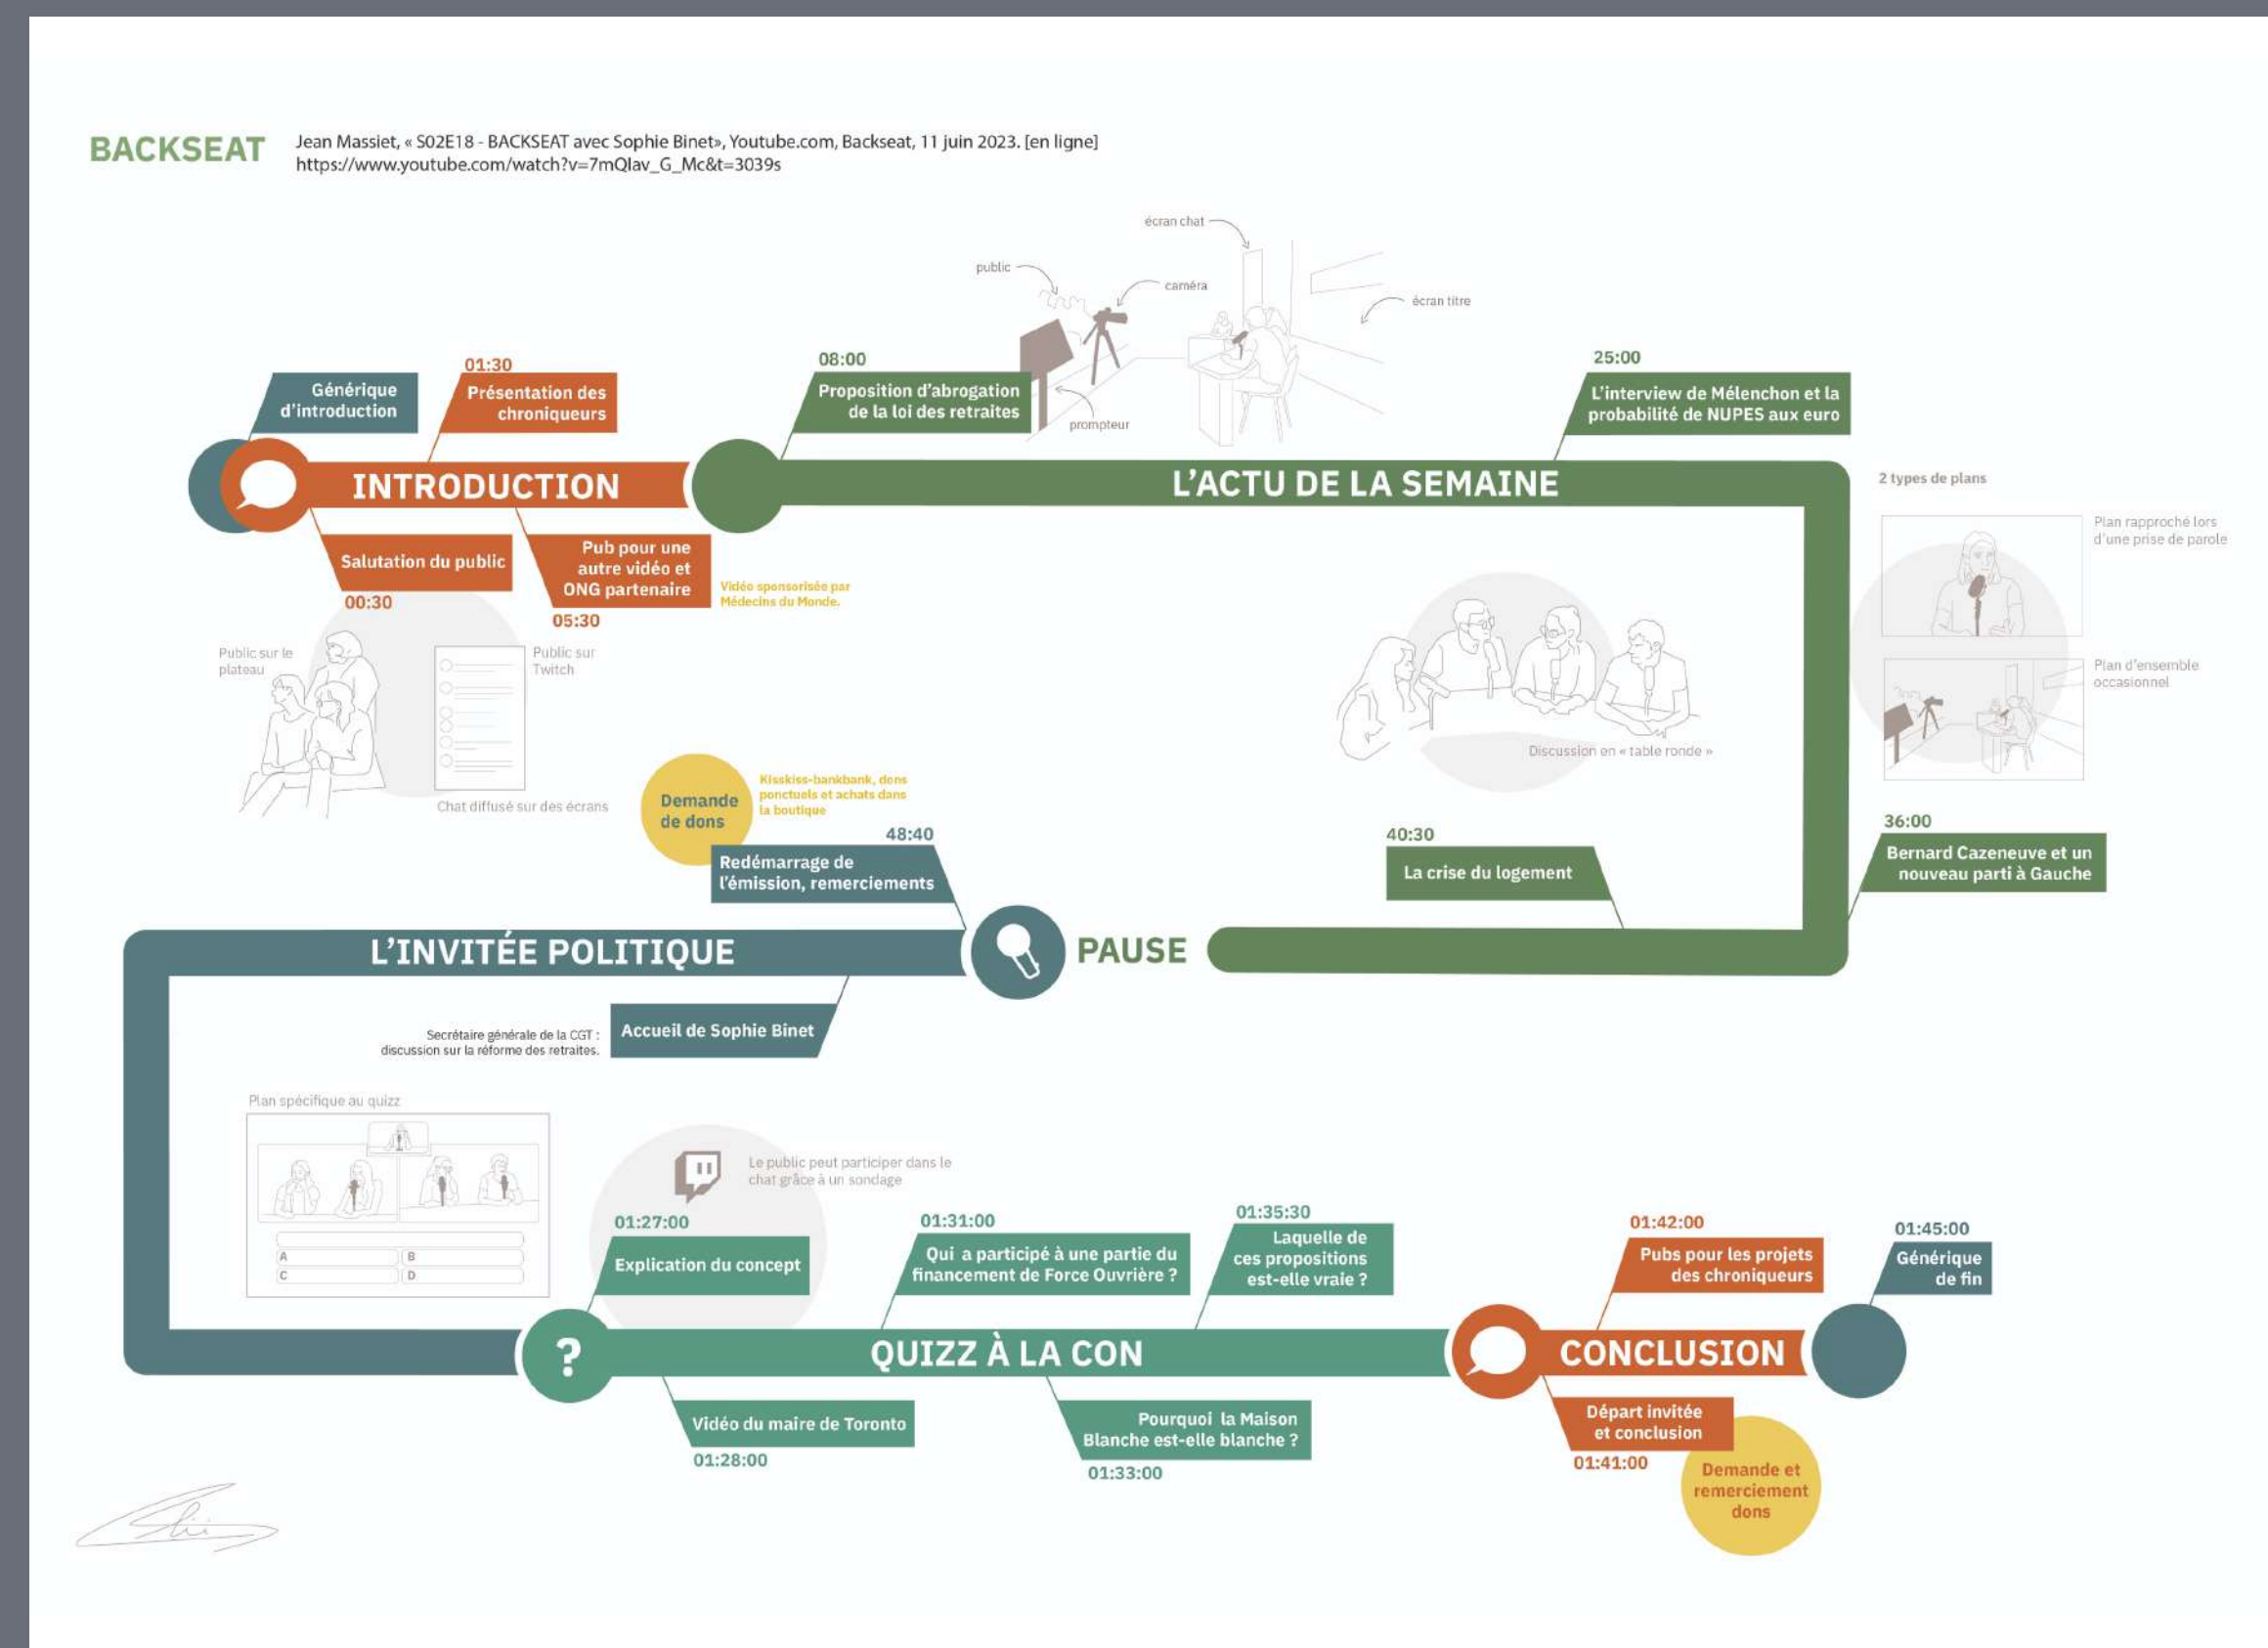 BACKSEAT
Jean Massiet, « S02E18 - BACKSEAT avec Sophie Binet», Youtube.com, Backseat, 11 juin 2023. [en ligne]
https://www.youtube.com/watch?v=7mQIav_G_Mc&t=3039s
écran chat
public
caméra
écran titre
prompteur
Générique
d'introduction
01:30
Présentation des
chroniqueurs
08:00
Proposition d'abrogation
de la loi des retraites
25:00
L'interview de Mélenchon et la
probabilité de NUPES aux euro
INTRODUCTION
L'ACTU DE LA SEMAINE
Salutation du public
00:30
Pub pour une
autre vidéo et
ONG partenaire
05:30
Vidéo sponsorisée par
Médecins du Monde.
2 types de plans
Plan rapproché lors
d'une prise de parole
Plan d'ensemble
occasionnel
Public sur le
plateau
Public sur
Twitch
Chat diffusé sur des écrans
Discussion en « table ronde »
Demande
de dons
Kisskiss-bankbank, dons
ponctuels et achats dans
la boutique
48:40
Redémarrage de
l'émission, remerciements
40:30
La crise du logement
36:00
Bernard Cazeneuve et un
nouveau parti à Gauche
L'INVITÉE POLITIQUE
PAUSE
Secrétaire générale de la CGT :
discussion sur la réforme des retraites.
Accueil de Sophie Binet
Plan spécifique au quizz
A
B
C
D
Le public peut participer dans le
chat grâce à un sondage
01:27:00
Explication du concept
01:31:00
Qui a participé à une partie du
financement de Force Ouvrière ?
01:35:30
Laquelle de
ces propositions
est-elle vraie ?
01:42:00
Pubs pour les projets
des chroniqueurs
01:45:00
Générique
de fin
?
QUIZZ À LA CON
CONCLUSION
Vidéo du maire de Toronto
01:28:00
Pourquoi la Maison
Blanche est-elle blanche ?
01:33:00
Départ invitée
et conclusion
01:41:00
Demande et
remerciement
dons